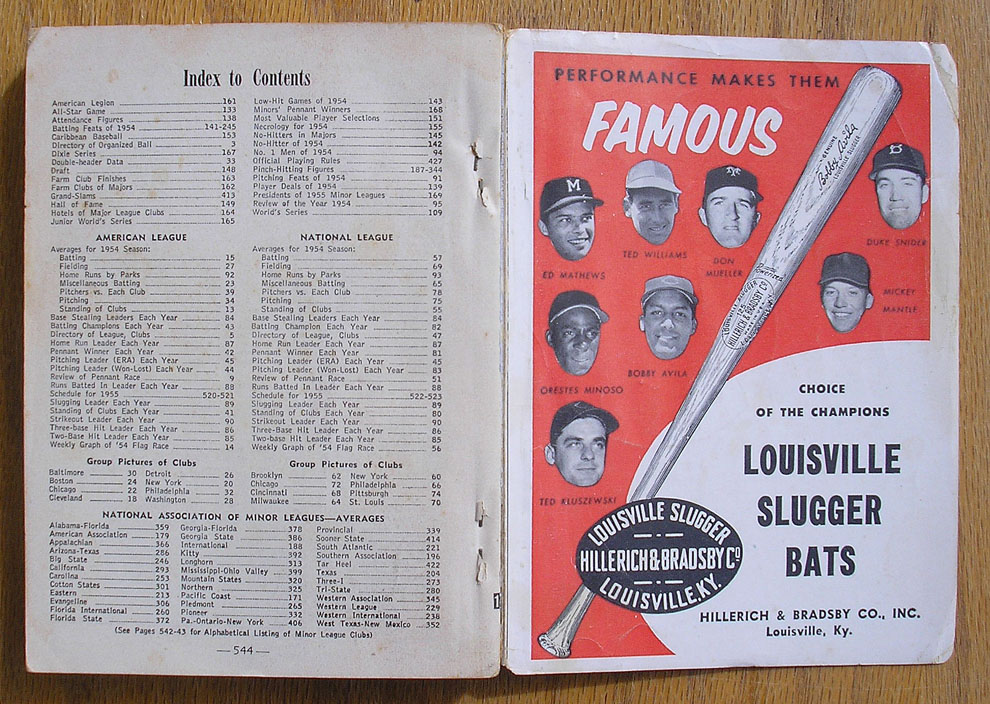 Index to Contents
American Legion 161
All-Star Game 133
Attendance Figures 138
Batting Feats of 1954 141-245
Caribbean Baseball 153
Directory of Organized Ball 3
Dixie Series 167
Double-header Data 33
Draft 148
Farm Club Finishes 163
Farm Clubs of Majors 162
Grand-Slams 413
Hall of Fame 149
Hotels of Major League Clubs 164
Junior World's Series 165
Low-Hit Games of 1954 143
Minors' Pennant Winners 168
Most Valuable Player Selections 151
Necrology for 1954 155
No-Hitters in Majors 145
No-Hitter of 1954 142
No. 1 Men of 1954 94
Official Playing Rules 427
Pinch-Hitting Figures 187-344
Pitching Feats of 1954 91
Player Deals of 1954 139
Presidents of 1955 Minor Leagues 169
Review of the Year 1954 95
World's Series 109
AMERICAN LEAGUE
Averages for 1954 Season:
Batting 15
Fielding 27
Home Runs by Parks 92
Miscellaneous Batting 23
Pitchers vs. Each Club 39
Pitching 34
Standings of Clubs 13
Base Stealing Leaders Each Year 84
Batting Champions Each Year 43
Directory of League, Clubs 5
Home Run Leader Each Year 87
Pennant Winner Each Year 42
Pitching Leader (ERA) Each Year 45
Pitching Leader (Won-Lost) Each Year 44
Review of Pennant Race 9
Runs Batted In Leader Each Year 88
Schedule for 1955 520-521
Slugging Leader Each Year 89
Standing of Clubs Each Year 41
Strikeout Leader Each Year 90
Three-base Hit Leader Each Year 86
Two-Base Hit Leader Each Year 85
Weekly Graph of '54 Flag Race 14
NATIONAL LEAGUE
Averages for 1954 Season:
Batting 57
Fielding 69
Home Runs by Parks 93
Miscellaneous Batting 65
Pitchers vs. Each Club 78
Pitching 75
Standing of Clubs 55
Base Stealing Leaders Each Year 84
Batting Champion Each Year 82
Directory of League, Clubs 47
Home Run Leader Each Year 87
Pennant Winner Each Year 81
Pitching Leader (ERA) Each Year 45
Pitching Leader (Won-Lost) Each Year 83
Review of Pennant Race 51
Runs Batted In Leader Each Year 88
Schedule for 1955 522-523
Slugging Leader Each Year 89
Standing of Clubs Each Year 80
Strikeout Leader Each Year 90
Three-Base Hit Leader Each Year 86
Two-base Hit Leader Each Year 85
Weekly Graph of '54 Flag Race 56
Group Pictures of Clubs
Baltimore 30 Detroit 26
Boston 24 New York 20
Chicago 22 Philadelphia 32
Cleveland 18 Washington 28
Group Pictures of Clubs
Brooklyn 62 New York 60
Chicago 72 Philadelphia 66
Cincinnati 68 Pittsburgh 74
Milwaukee 64 St. Louis 70
NATIONAL ASSOCIATION OF MINOR LEAGUES—AVERAGES
Alabama-Florida 359
American Association 179
Appalachian 366
Arizona-Texas 286
Big State 246
California 293
Carolina 253
Cotton States 301
Eastern 213
Evangeline 306
Florida International 260
Florida State 372
Georgia-Florida 378
Georgia State 386
International 188
Kitty 392
Longhorn 313
Mississippi-Ohio Valley 399
Mountain States 320
Northern 325
Pacific Coast 171
Piedmont 265
Pioneer 332
Pa.-Ontario-New York 406
Provincial 339
Sooner State 414
South Atlantic 221
Southern Association 196
Tar Heel 422
Texas 204
Three-I 273
Tri-State 280
Western Association 345
Western League 229
Western International 238
West Texas-New Mexico 352
(See Pages 542-43 for Alphabetical Listing of Minor League Clubs)
—544—
PERFORMANCE MAKES THEM
FAMOUS
GENUINE
Bobby Avila
LOUISVILLE SLUGGER
ED MATHEWS
TED WILLIAMS
DON
MUELLER
DUKE SNIDER
MICKEY
MANTLE
ORESTES MINOSO
BOBBY AVILA
TED KLUSZEWSKI
125
HILLERICH & BRADSBY Co
CHOICE
OF THE CHAMPIONS
LOUISVILLE
SLUGGER
BATS
LOUISVILLE SLUGGER
HILLERICH & BRADSBY Co
LOUISVILLE, KY.
HILLERICH & BRADSBY CO., INC.
Louisville, Ky.